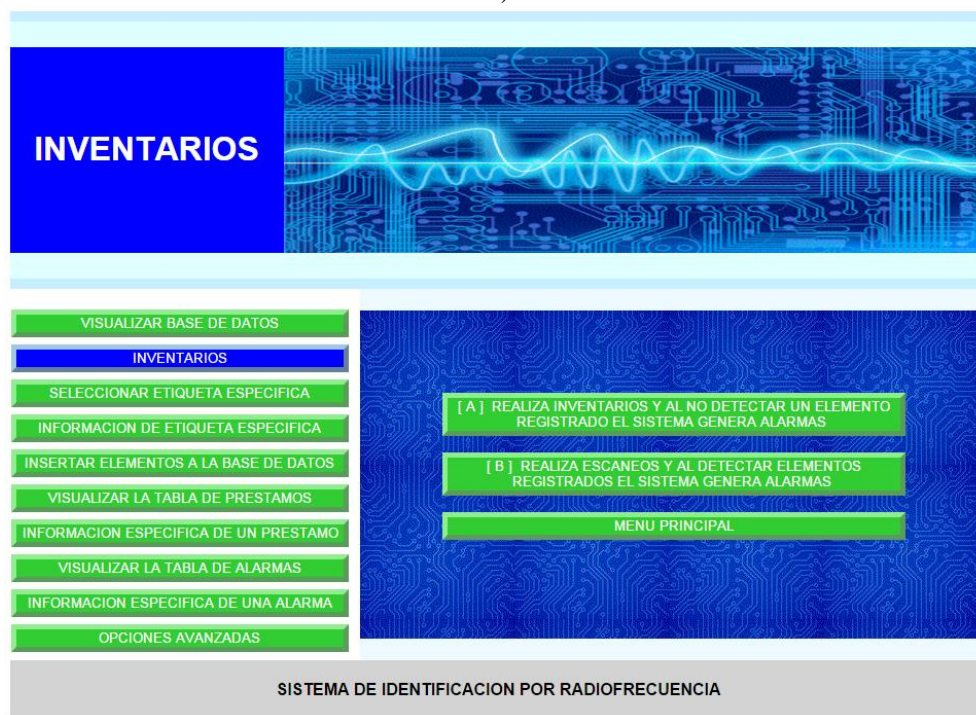 INVENTARIOS
VISUALIZAR BASE DE DATOS
INVENTARIOS
SELECCIONAR ETIQUETA ESPECIFICA
INFORMACION DE ETIQUETA ESPECIFICA
INSERTAR ELEMENTOS A LA BASE DE DATOS
VISUALIZAR LA TABLA DE PRESTAMOS
INFORMACION ESPECIFICA DE UN PRESTAMO
VISUALIZAR LA TABLA DE ALARMAS
INFORMACION ESPECIFICA DE UNA ALARMA
OPCIONES AVANZADAS
[ A ] REALIZA INVENTARIOS Y AL NO DETECTAR UN ELEMENTO
REGISTRADO EL SISTEMA GENERA ALARMAS
[ B ] REALIZA ESCANEOS Y AL DETECTAR ELEMENTOS
REGISTRADOS EL SISTEMA GENERA ALARMAS
MENU PRINCIPAL
SISTEMA DE IDENTIFICACION POR RADIOFRECUENCIA